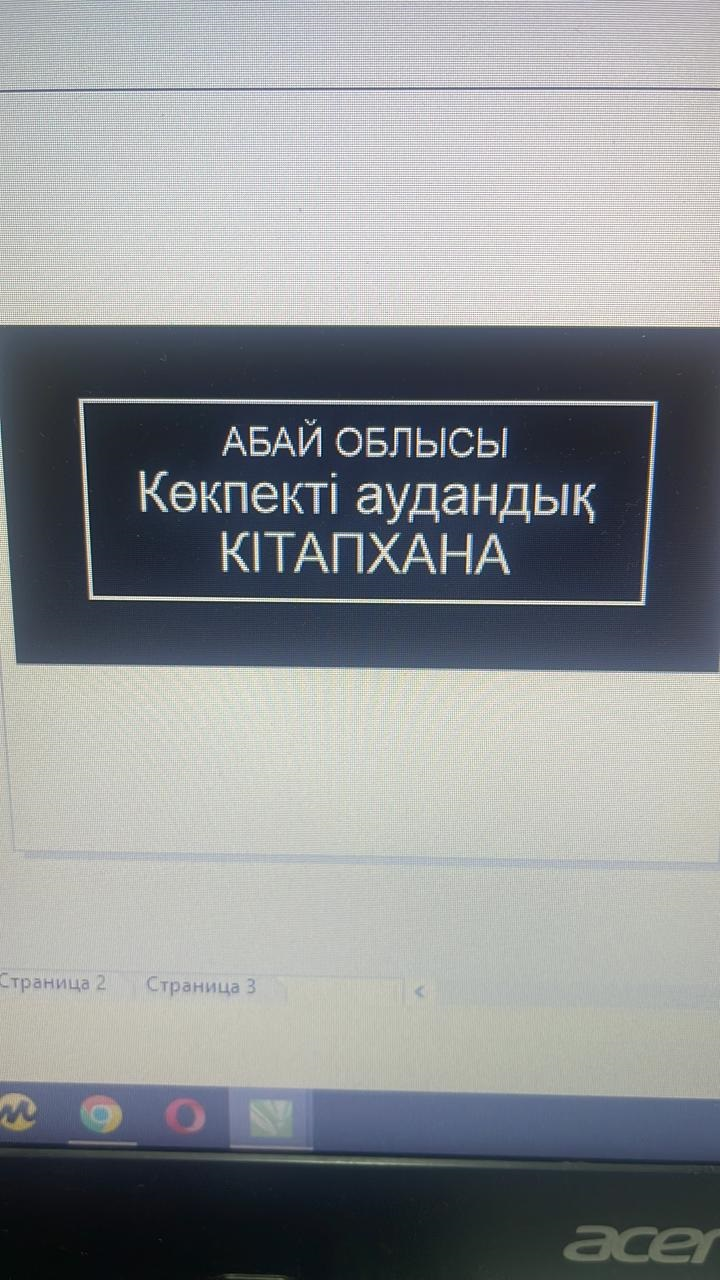 АБАЙ ОБЛЫСЫ
Көкпекті аудандық
КІТАПХАНА
Страница 2
Страница 3
acer